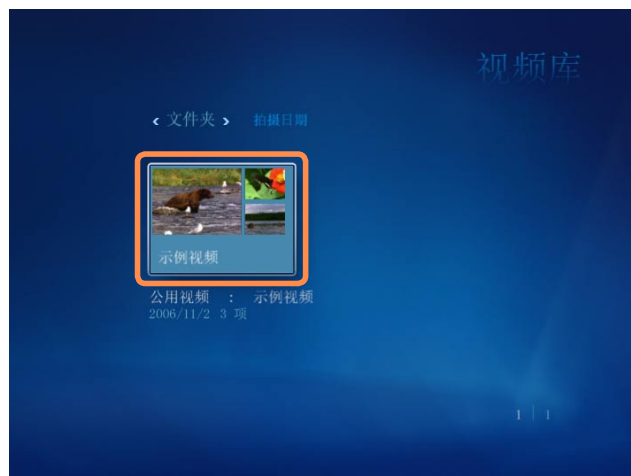 视频库
‹ 文件夹 › 拍摄日期
示例视频
公用视频 : 示例视频
2006/11/2 3 项
1 | 1